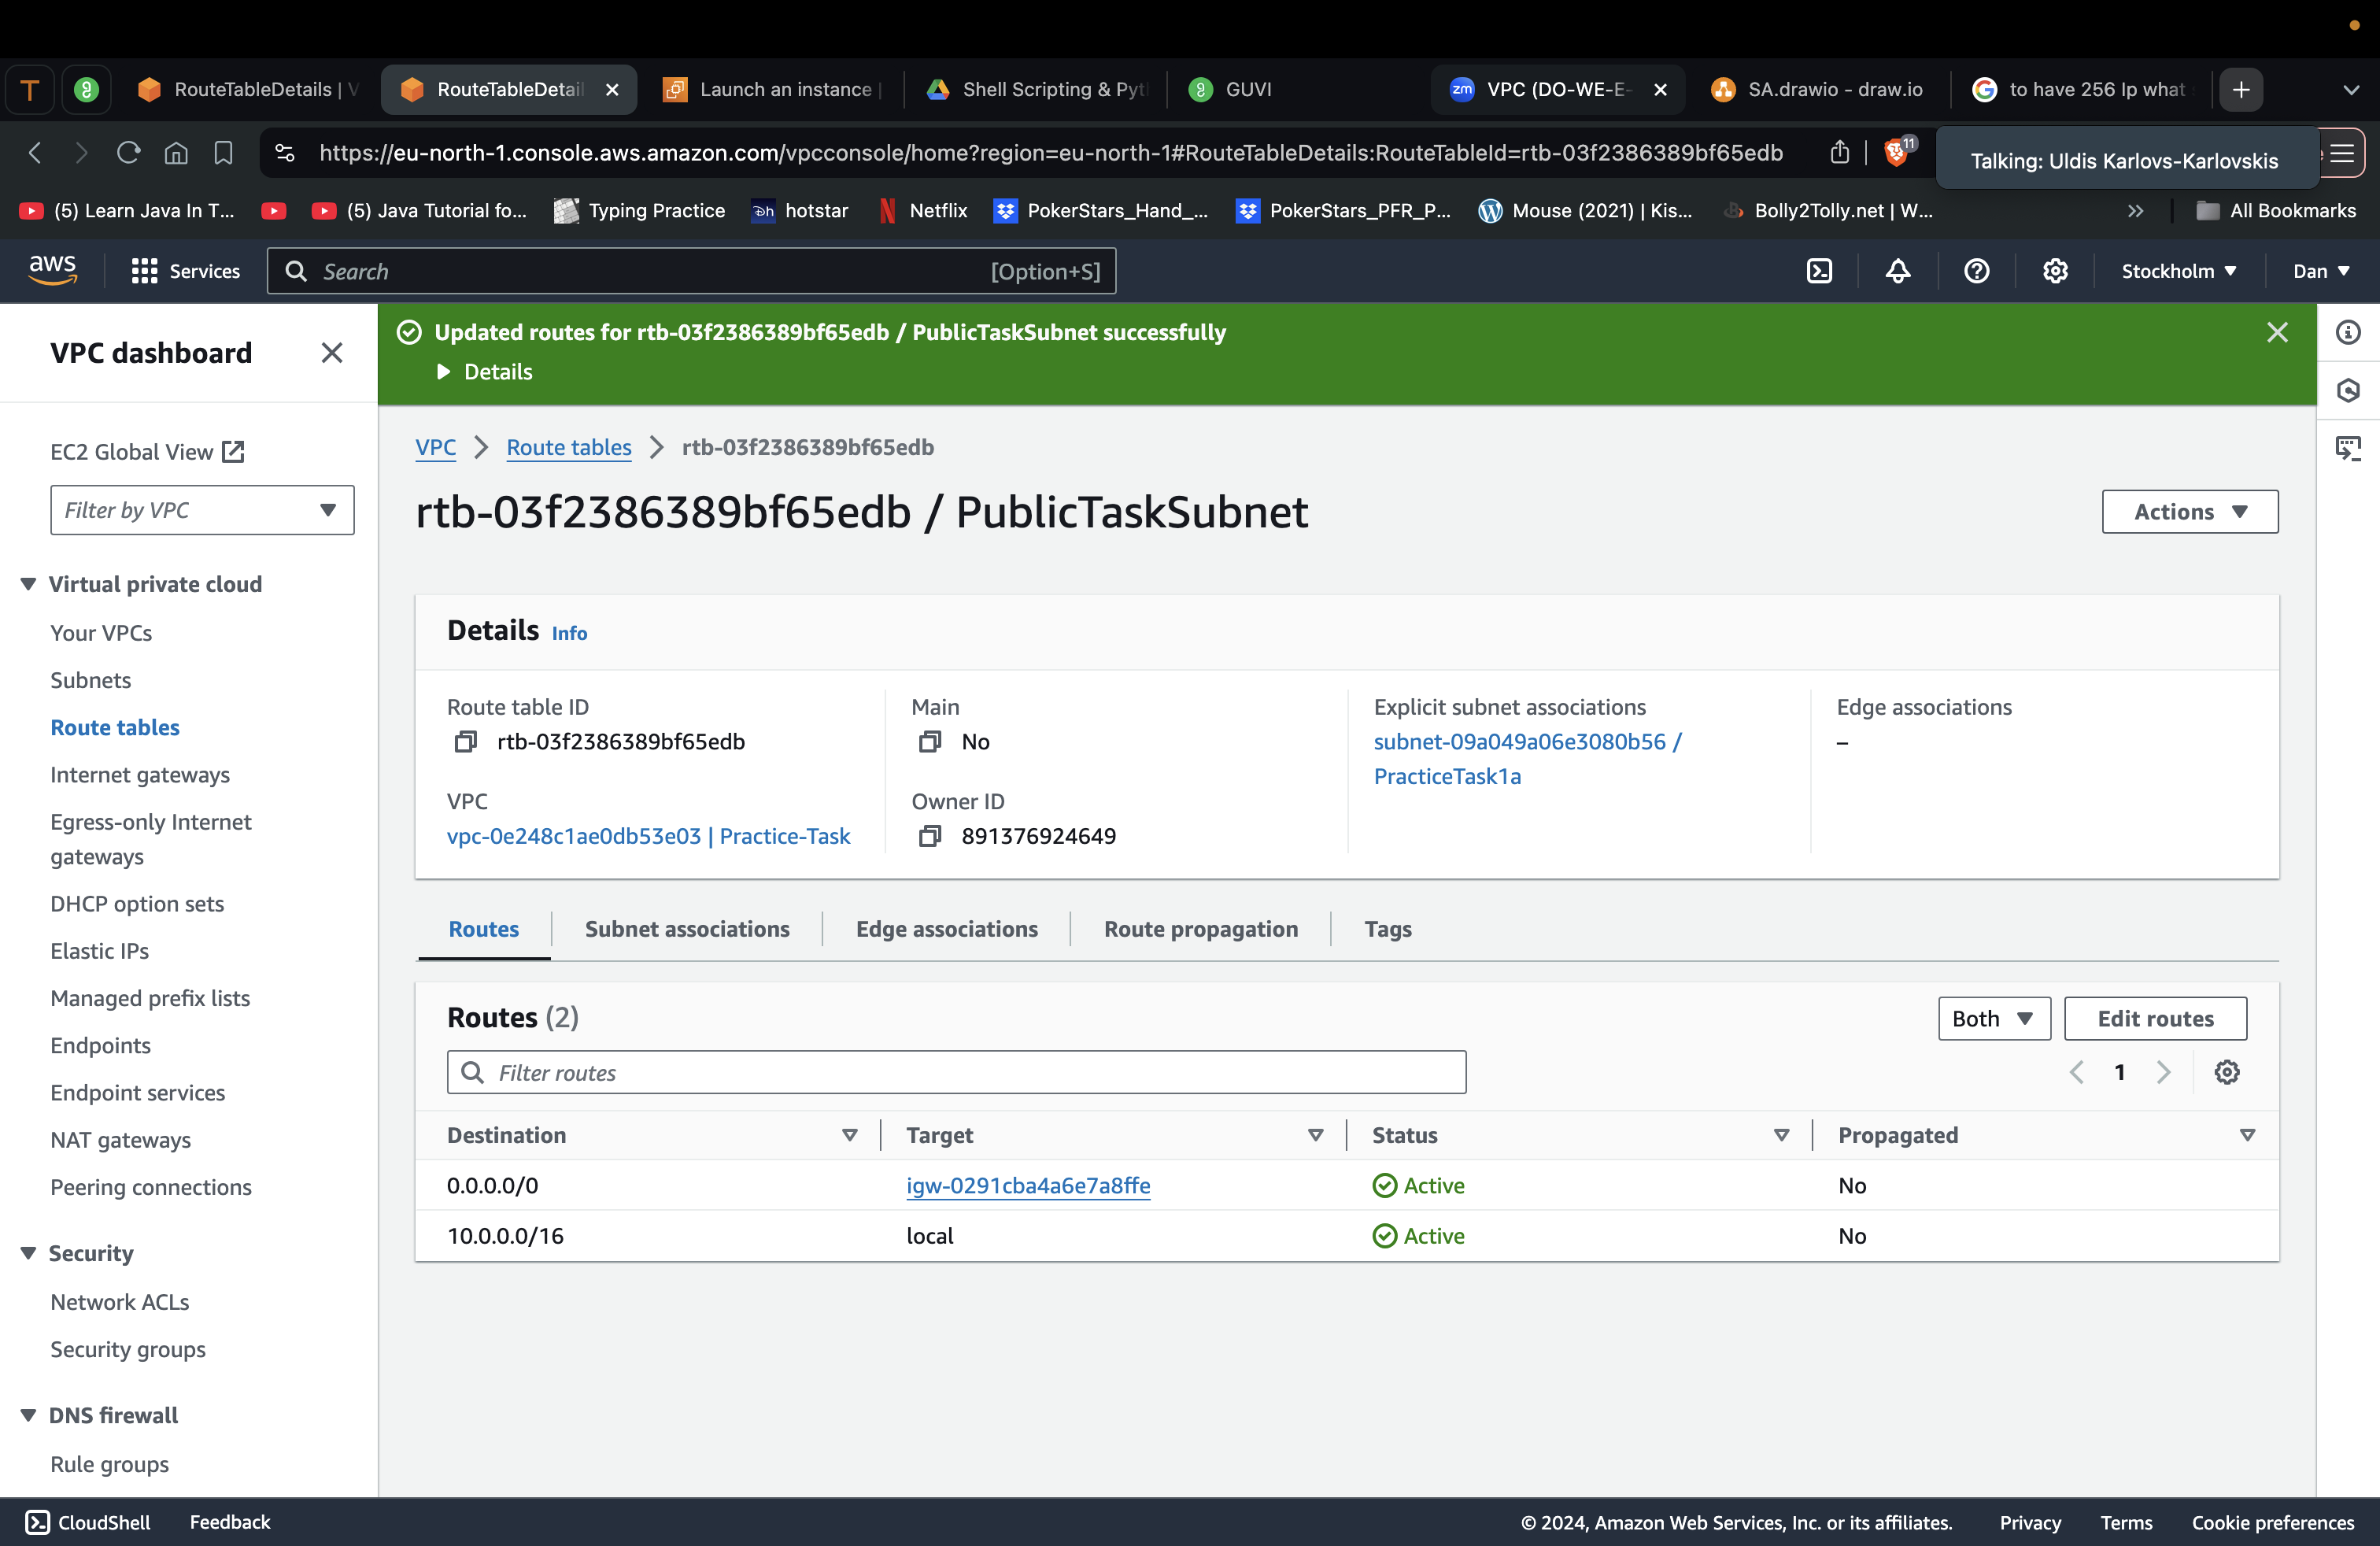 RouteTableDetails | V
RouteTableDetail
Launch an instance |
Shell Scripting & Pyt
GUVI
zm VPC (DO-WE-E-
SA.drawio - draw.io
to have 256 Ip what
https://eu-north-1.console.aws.amazon.com/vpcconsole/home?region=eu-north-1#RouteTableDetails:RouteTableId=rtb-03f2386389bf65edb
11
Talking: Uldis Karlovs-Karlovskis
(5) Learn Java In T...
(5) Java Tutorial fo...
Typing Practice
hotstar
Netflix
PokerStars_Hand_...
PokerStars_PFR_P...
Mouse (2021) | Kis...
Bolly2Tolly.net | W...
All Bookmarks
aws
Services
Search
[Option+S]
Stockholm
Dan
VPC dashboard
EC2 Global View
Filter by VPC
Virtual private cloud
Your VPCs
Subnets
Route tables
Internet gateways
Egress-only Internet
gateways
DHCP option sets
Elastic IPs
Managed prefix lists
Endpoints
Endpoint services
NAT gateways
Peering connections
Security
Network ACLs
Security groups
DNS firewall
Rule groups
Updated routes for rtb-03f2386389bf65edb / PublicTaskSubnet successfully
Details
VPC
Route tables
rtb-03f2386389bf65edb
rtb-03f2386389bf65edb / PublicTaskSubnet
Actions
Details Info
Route table ID
rtb-03f2386389bf65edb
Main
No
Explicit subnet associations
subnet-09a049a06e3080b56 /
PracticeTask1a
Edge associations
–
VPC
vpc-0e248c1ae0db53e03 | Practice-Task
Owner ID
891376924649
Routes
Subnet associations
Edge associations
Route propagation
Tags
Routes (2)
Both
Edit routes
Filter routes
1
Destination
Target
Status
Propagated
0.0.0.0/0
igw-0291cba4a6e7a8ffe
Active
No
10.0.0.0/16
local
Active
No
CloudShell
Feedback
© 2024, Amazon Web Services, Inc. or its affiliates.
Privacy
Terms
Cookie preferences